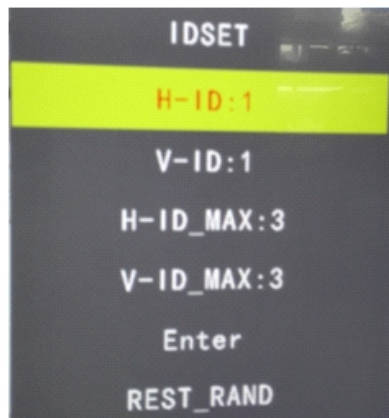 IDSET
H-ID:1
V-ID:1
H-ID_MAX:3
V-ID_MAX:3
Enter
REST_RAND